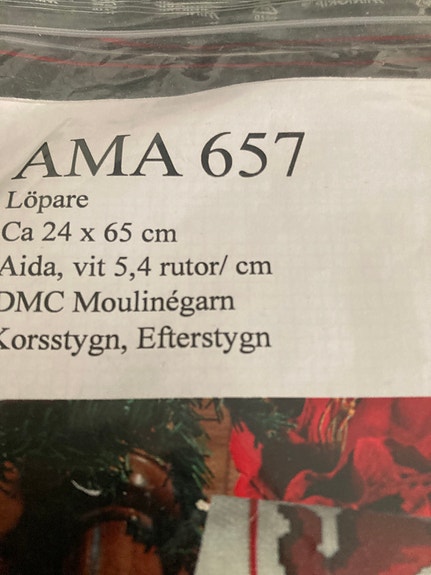 AMA 657
Löpare
Ca 24 x 65 cm
Aida, vit 5,4 rutor/ cm
DMC Moulinégarn
Korsstygn, Efterstygn